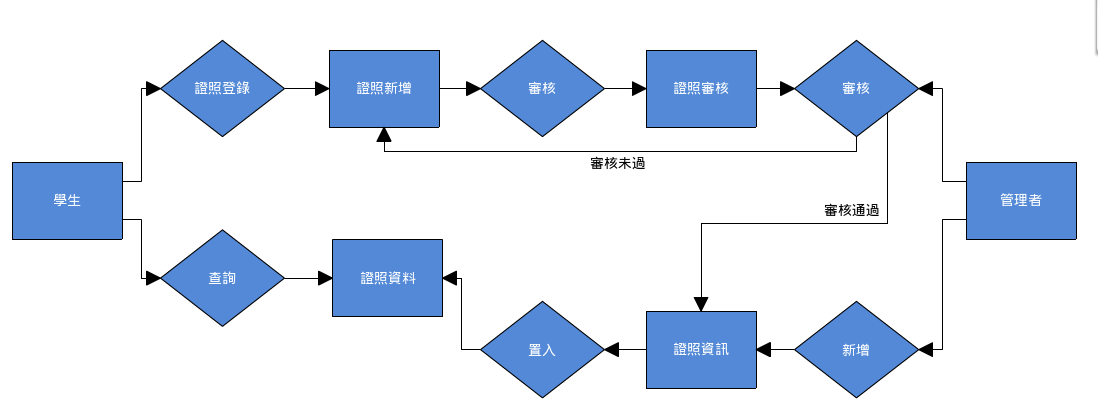 證照登錄
證照新增
審核
證照審核
審核
審核未過
學生
管理者
審核通過
查詢
證照資料
置入
證照資訊
新增